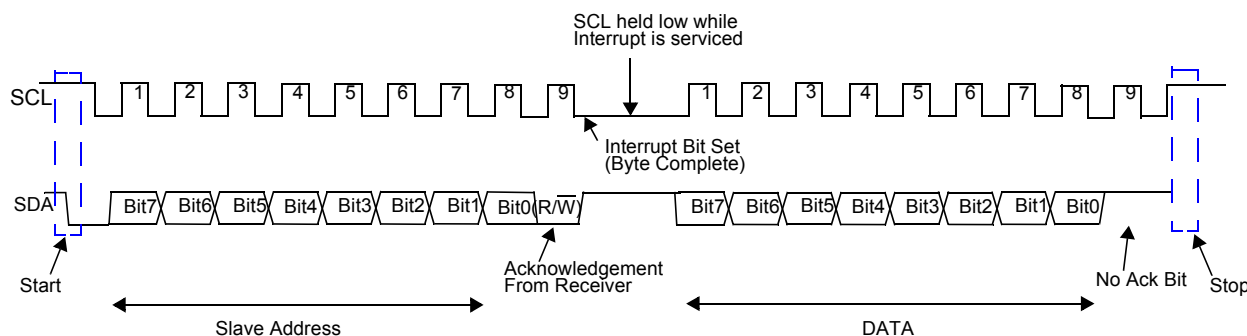 SCL held low while
Interrupt is serviced
SCL
1 2 3 4 5 6 7 8 9 1 2 3 4 5 6 7 8 9
Interrupt Bit Set
(Byte Complete)
SDA
Bit7 Bit6 Bit5 Bit4 Bit3 Bit2 Bit1 Bit0(R/W̅) Bit7 Bit6 Bit5 Bit4 Bit3 Bit2 Bit1 Bit0
Start
Acknowledgement
From Receiver
No Ack Bit
Stop
Slave Address
DATA